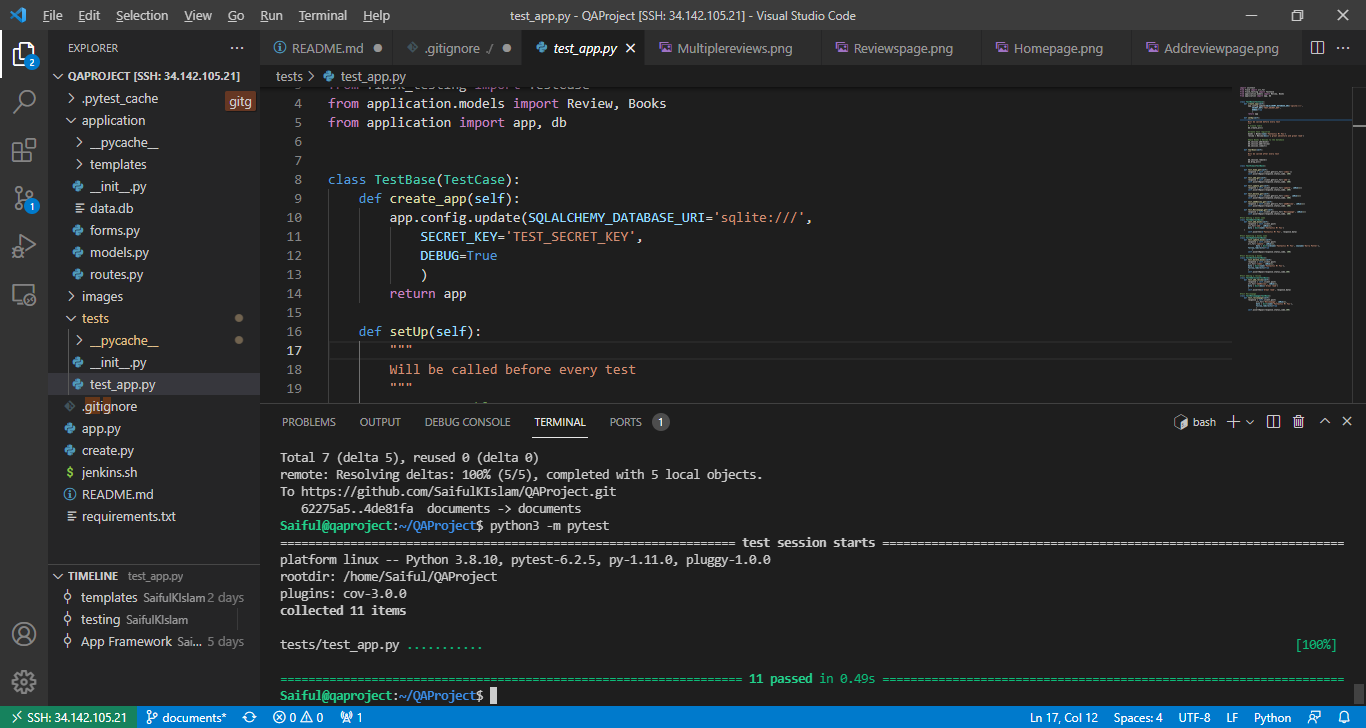 File Edit Selection View Go Run Terminal Help test_app.py - QAProject [SSH: 34.142.105.21] - Visual Studio Code
EXPLORER ···
README.md .gitignore ./ test_app.py Multiplereviews.png Reviewspage.png Homepage.png Addreviewpage.png ···
2
QAPROJECT [SSH: 34.142.105.21]
.pytest_cache
gitg
application
__pycache__
templates
__init__.py
data.db
forms.py
models.py
routes.py
images
tests
__pycache__
__init__.py
test_app.py
.gitignore
app.py
create.py
jenkins.sh
README.md
requirements.txt
1
TIMELINE test_app.py
templates SaifulKIslam 2 days
testing SaifulKIslam
App Framework Sai... 5 days
tests > test_app.py
4 from application.models import Review, Books
5 from application import app, db
6
7
8 class TestBase(TestCase):
9 def create_app(self):
10 app.config.update(SQLALCHEMY_DATABASE_URI='sqlite:///',
11 SECRET_KEY='TEST_SECRET_KEY',
12 DEBUG=True
13 )
14 return app
15
16 def setUp(self):
17 """
18 Will be called before every test
19 """
PROBLEMS OUTPUT DEBUG CONSOLE TERMINAL PORTS 1 bash
Total 7 (delta 5), reused 0 (delta 0)
remote: Resolving deltas: 100% (5/5), completed with 5 local objects.
To https://github.com/SaifulKIslam/QAProject.git
62275a5..4de81fa documents -> documents
Saiful@qaproject:~/QAProject$ python3 -m pytest
test session starts
platform linux -- Python 3.8.10, pytest-6.2.5, py-1.11.0, pluggy-1.0.0
rootdir: /home/Saiful/QAProject
plugins: cov-3.0.0
collected 11 items
tests/test_app.py ........... [100%]
11 passed in 0.49s
Saiful@qaproject:~/QAProject$
SSH: 34.142.105.21 documents* 0 0 1 Ln 17, Col 12 Spaces: 4 UTF-8 LF Python